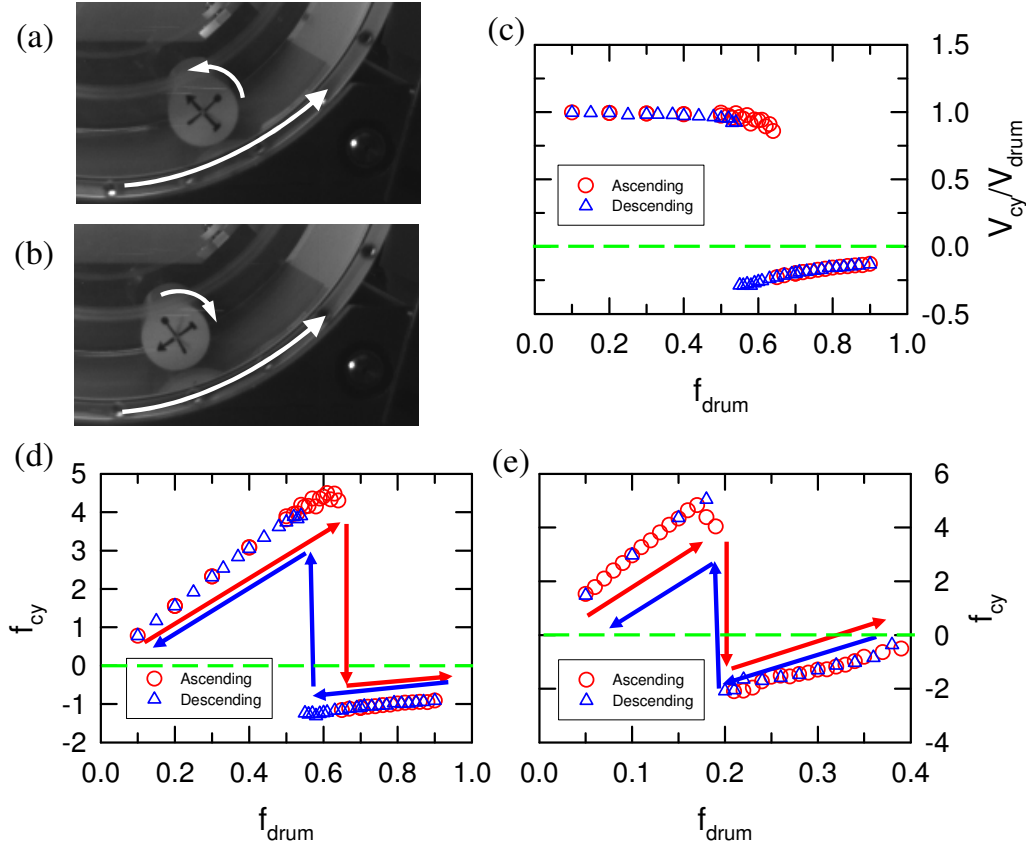 (a)
(b)
(c)
1.5
1.0
0.5
0.0
-0.5
V_cy/V_drum
Ascending
Descending
0.0 0.2 0.4 0.6 0.8 1.0
f_drum
(d)
5
4
3
2
1
0
-1
-2
f_cy
Ascending
Descending
0.0 0.2 0.4 0.6 0.8 1.0
f_drum
(e)
6
4
2
0
-2
-4
f_cy
Ascending
Descending
0.1 0.2 0.3 0.4
f_drum